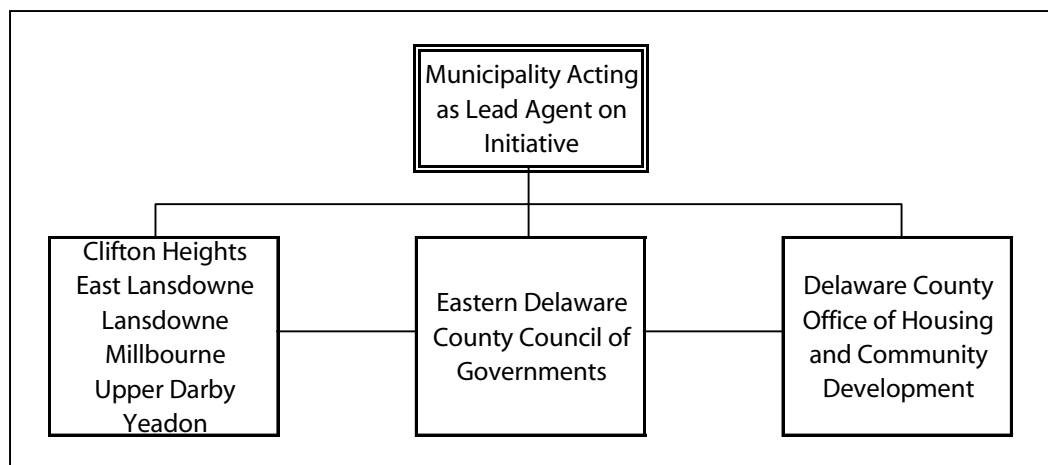 Municipality Acting
as Lead Agent on
Initiative
Clifton Heights
East Lansdowne
Lansdowne
Millbourne
Upper Darby
Yeadon
Eastern Delaware
County Council of
Governments
Delaware County
Office of Housing
and Community
Development